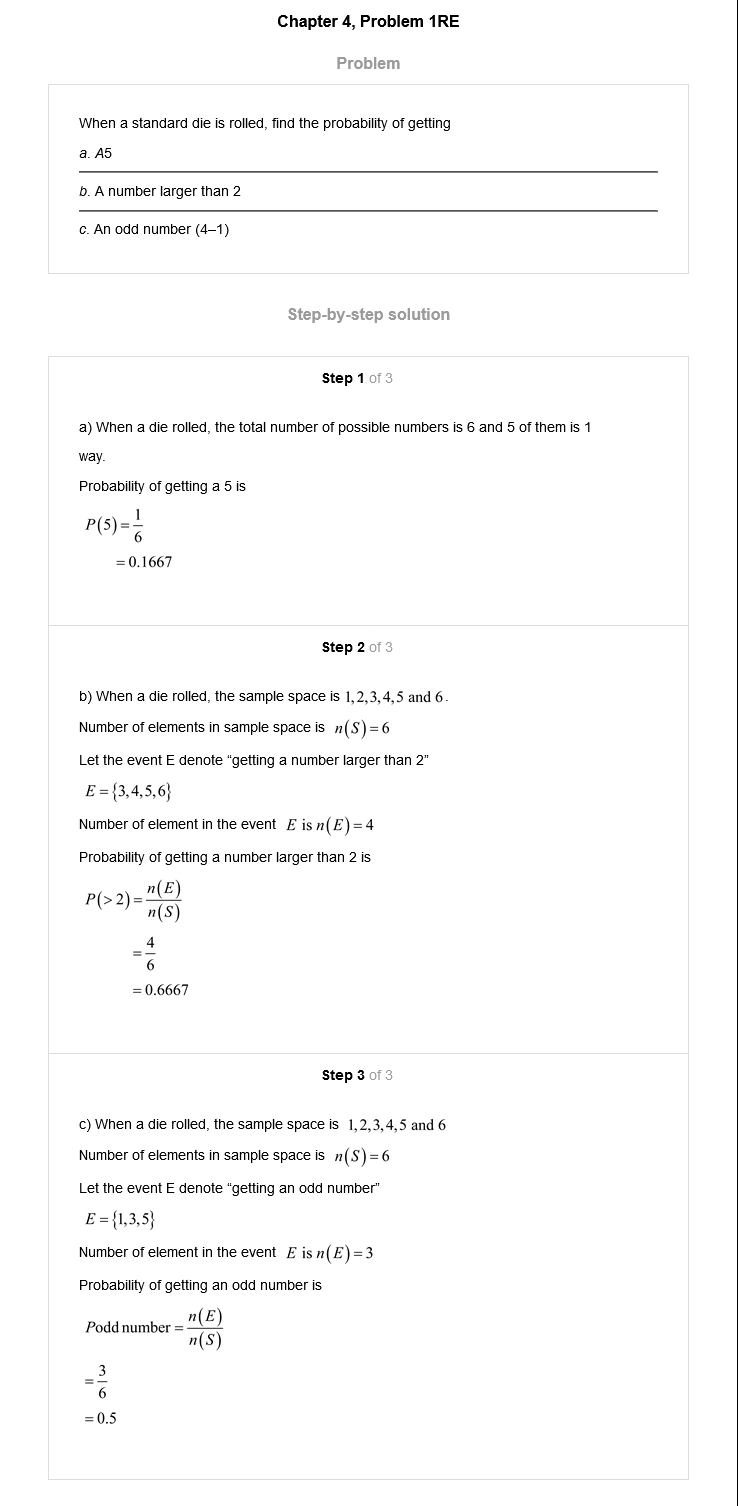 Chapter 4, Problem 1RE
Problem
When a standard die is rolled, find the probability of getting
a. A5
b. A number larger than 2
c. An odd number (4–1)
Step-by-step solution
Step 1 of 3
a) When a die rolled, the total number of possible numbers is 6 and 5 of them is 1
way.
Probability of getting a 5 is
P(5) = 1/6
= 0.1667
Step 2 of 3
b) When a die rolled, the sample space is 1,2,3,4,5 and 6.
Number of elements in sample space is n(S) = 6
Let the event E denote “getting a number larger than 2”
E = {3,4,5,6}
Number of element in the event E is n(E) = 4
Probability of getting a number larger than 2 is
P(> 2) = n(E)/n(S)
= 4/6
= 0.6667
Step 3 of 3
c) When a die rolled, the sample space is 1,2,3,4,5 and 6
Number of elements in sample space is n(S) = 6
Let the event E denote “getting an odd number”
E = {1,3,5}
Number of element in the event E is n(E) = 3
Probability of getting an odd number is
Podd number = n(E)/n(S)
= 3/6
= 0.5